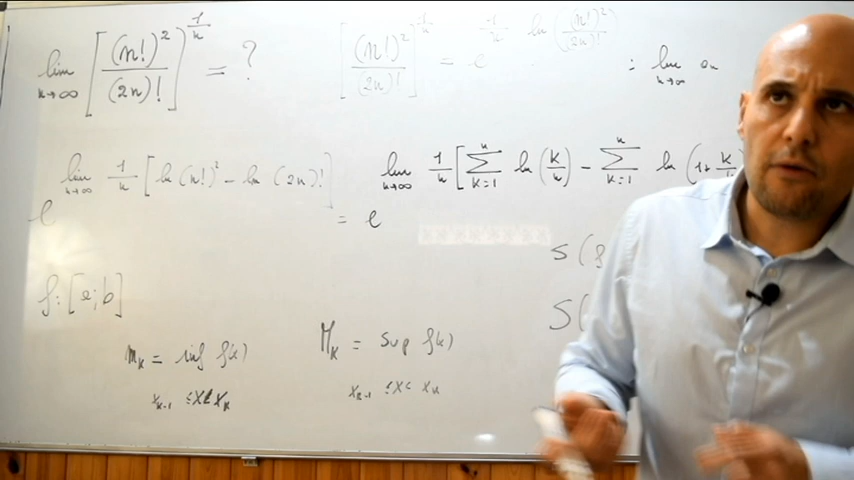 lim n→∞ [(n!)² / (2n)!]^(1/n) = ?
[(n!)² / (2n)!]^(1/n) = e^(1/n ln((n!)² / (2n)!))
: lim n→∞ an
e^(lim n→∞ 1/n [ln(n!)² - ln(2n)!]) = e^(lim n→∞ 1/n [∑_{k=1}^{n} ln(k/n) - ∑_{k=1}^{n} ln(1+k/
f: [a;b]
s(f
S(
m_k = inf f(x)
x_{k-1} ≤ x ≤ x_k
M_k = sup f(x)
x_{k-1} ≤ x ≤ x_k